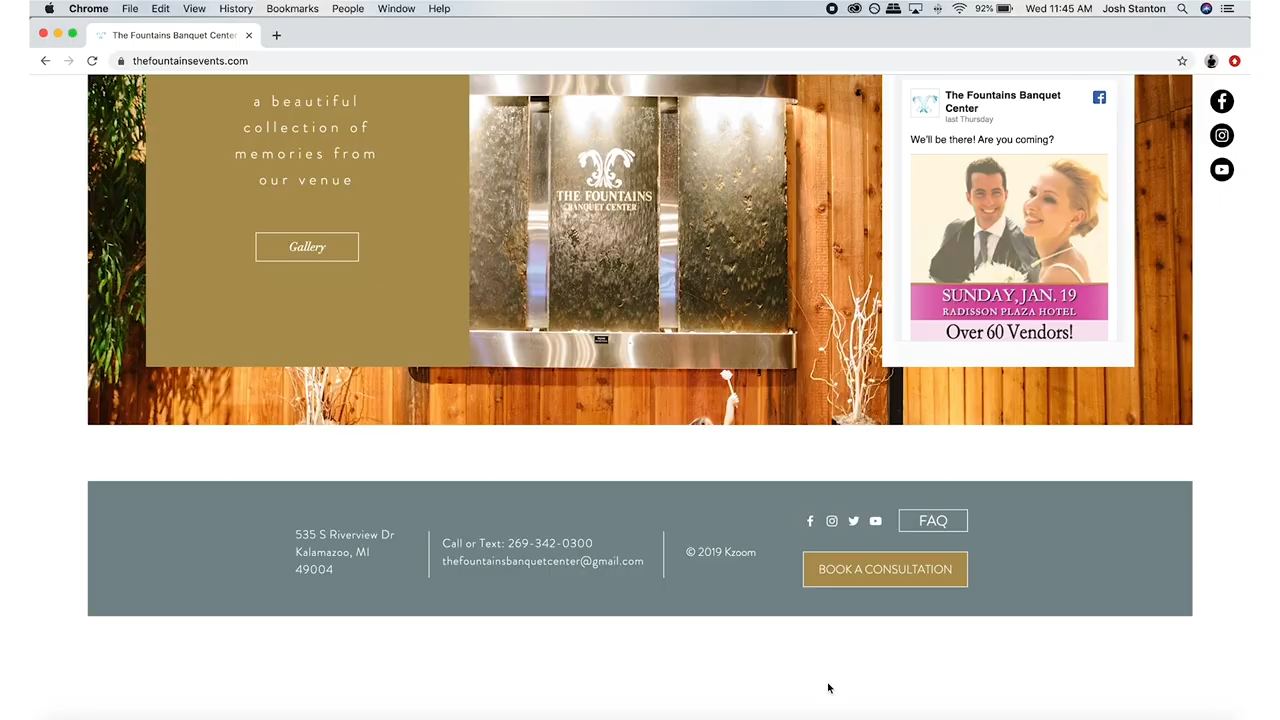 Chrome File Edit View History Bookmarks People Window Help 92% Wed 11:45 AM Josh Stanton
The Fountains Banquet Center
thefountainsevents.com
a beautiful
collection of
memories from
our venue
Gallery
THE FOUNTAINS
BANQUET CENTER
The Fountains Banquet
Center
last Thursday
We'll be there! Are you coming?
SUNDAY, JAN. 19
RADISSON PLAZA HOTEL
Over 60 Vendors!
535 S Riverview Dr
Kalamazoo, MI
49004
Call or Text: 269-342-0300
thefountainsbanquetcenter@gmail.com
© 2019 Kzoom
FAQ
BOOK A CONSULTATION